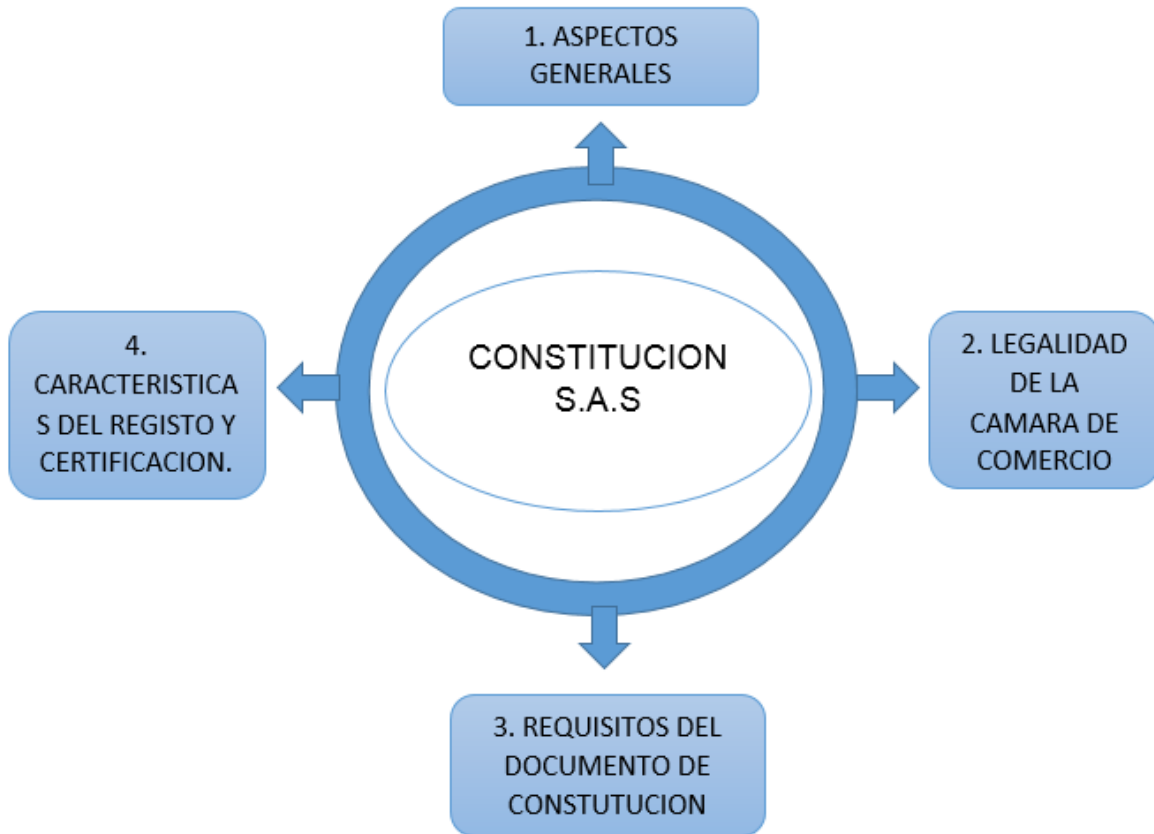 1. ASPECTOS
GENERALES
CONSTITUCION
S.A.S
2. LEGALIDAD
DE LA
CAMARA DE
COMERCIO
3. REQUISITOS DEL
DOCUMENTO DE
CONSTUTUCION
4.
CARACTERISTICA
S DEL REGISTO Y
CERTIFICACION.